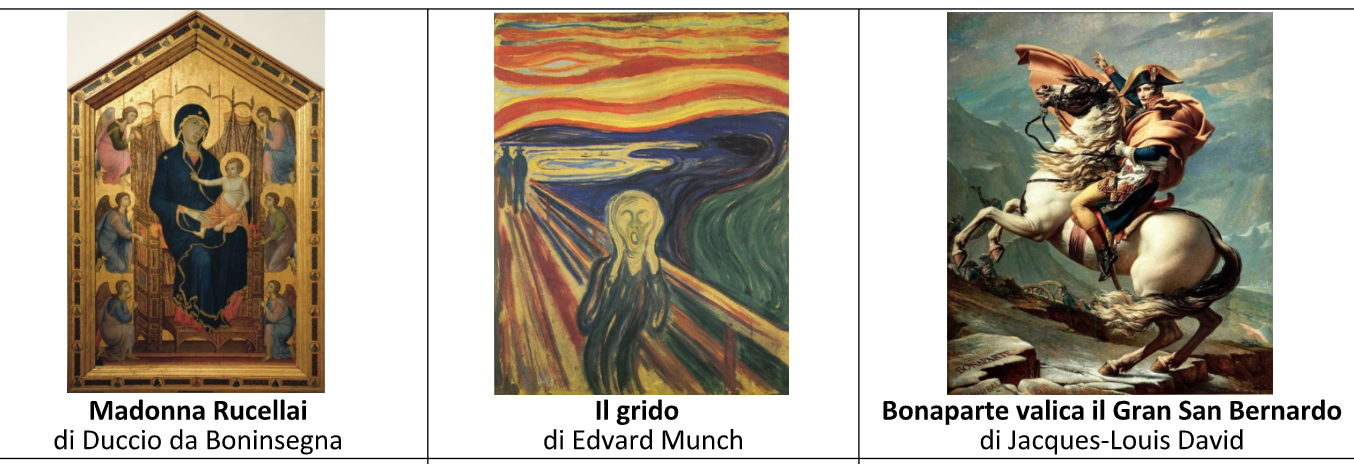 Madonna Rucellai
di Duccio da Boninsegna
Il grido
di Edvard Munch
Bonaparte valica il Gran San Bernardo
di Jacques-Louis David
BONAPARTE